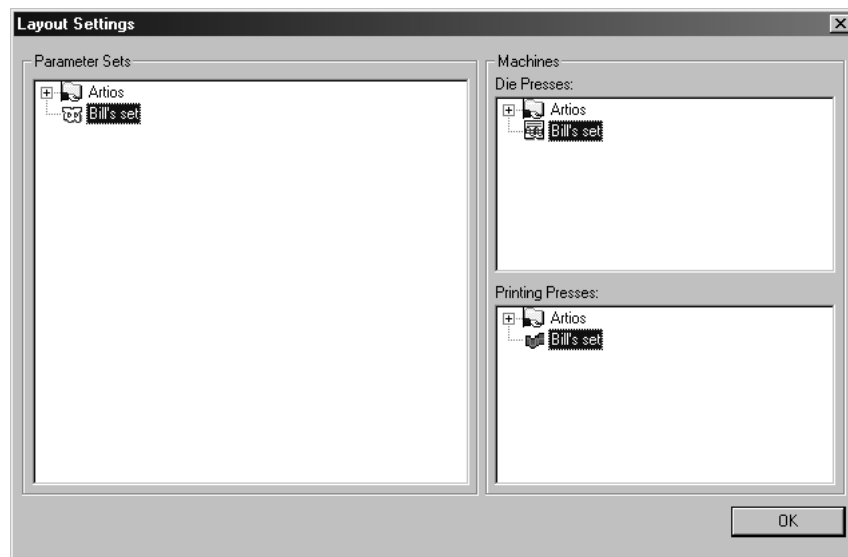 Layout Settings
Parameter Sets
Artios
Bill's set
Machines
Die Presses:
Artios
Bill's set
Printing Presses:
Artios
Bill's set
OK